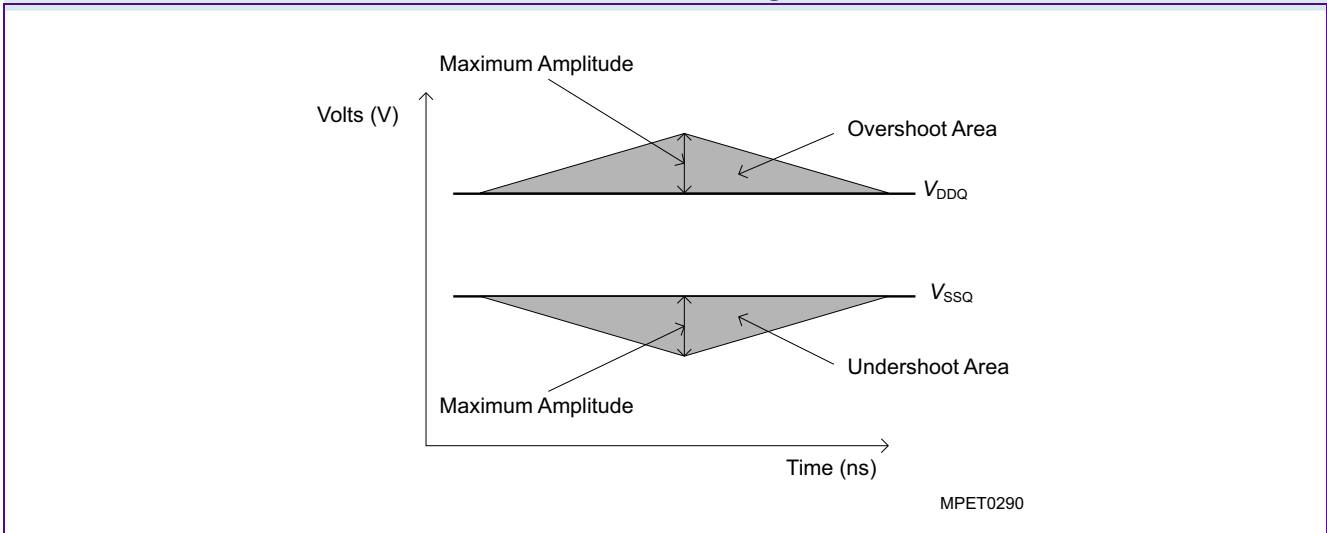 Maximum Amplitude
Volts (V)
Overshoot Area
VDDQ
VSSQ
Undershoot Area
Maximum Amplitude
Time (ns)
MPET0290